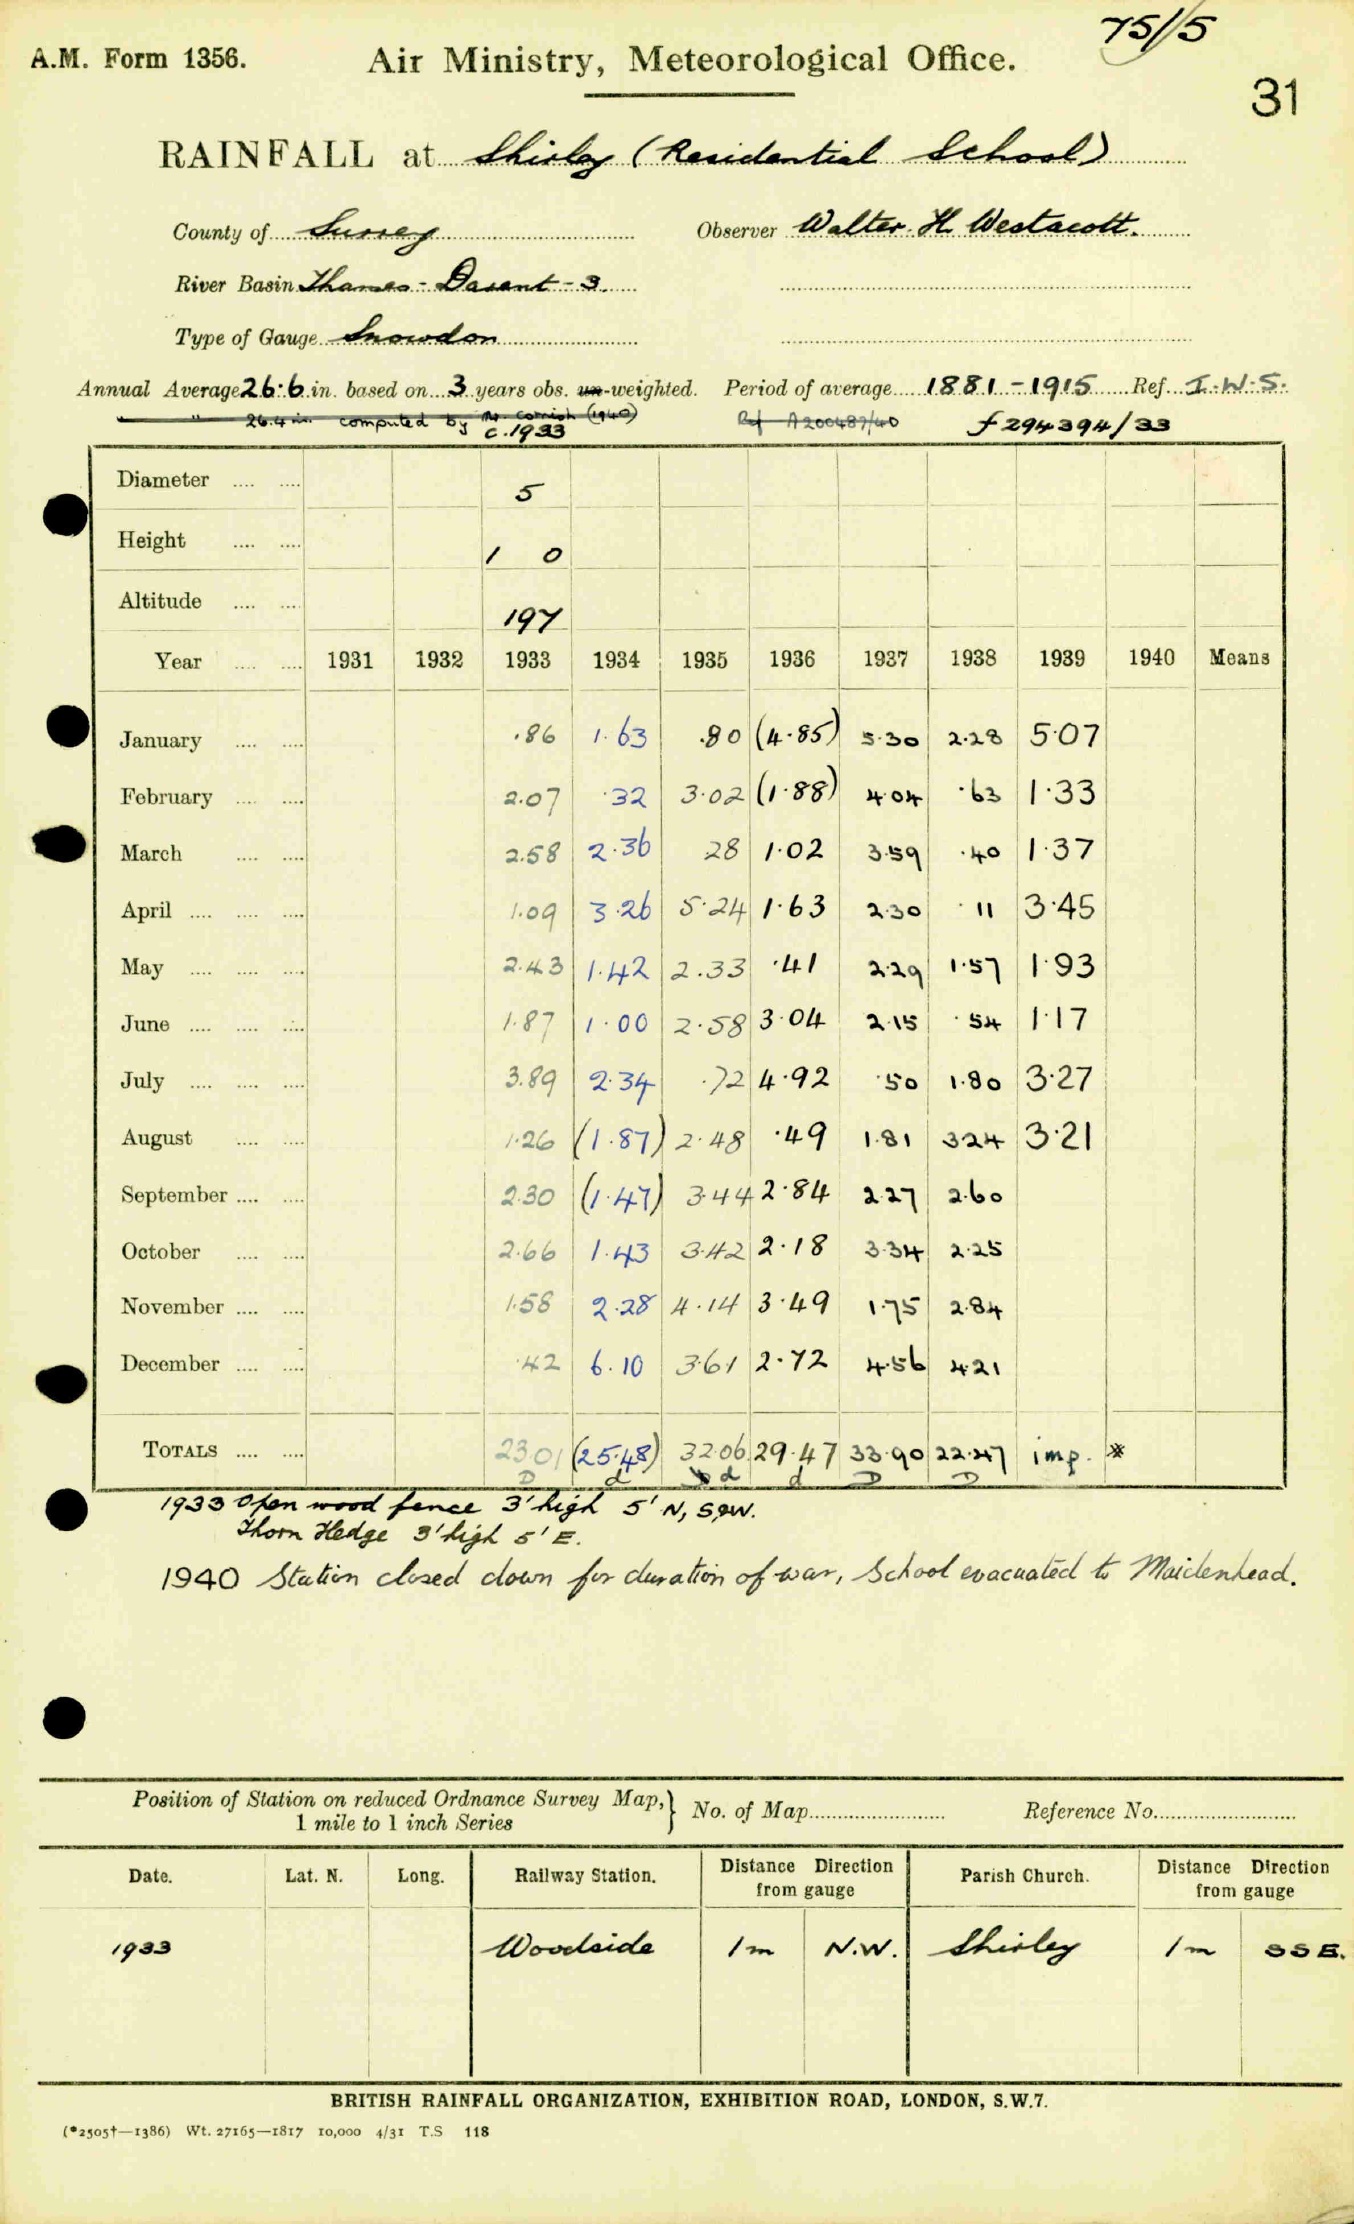 75/5
A.M. Form 1356.
Air Ministry, Meteorological Office.
31
RAINFALL at Shirley (Residential School)
County of Surrey Observer Walter H. Westacott.
River Basin Thames - Darent - 3.
Type of Gauge Snowdon
Annual Average 26.6 in. based on 3 years obs. un-weighted. Period of average 1881-1915 Ref. I.W.S.
" " 26.4 in. computed by Mr. Cornish (1940) Ref A200487/40 f 294394/33
c.1933
Diameter .... .... 5
Height .... .... 1 0
Altitude .... .... 197
Year .... .... 1931 1932 1933 1934 1935 1936 1937 1938 1939 1940 Means
January .... .... .86 1.63 .80 (4.85) 5.30 2.28 5.07
February .... .... 2.07 .32 3.02 (1.88) 4.04 .63 1.33
March .... .... 2.58 2.36 28 1.02 3.59 .40 1.37
April .... .... .... 1.09 3.26 5.24 1.63 2.30 .11 3.45
May .... .... .... 2.43 1.42 2.33 .41 2.29 1.57 1.93
June .... .... .... 1.87 1.00 2.58 3.04 2.15 .54 1.17
July .... .... .... 3.89 2.34 .72 4.92 .50 1.80 3.27
August .... .... 1.26 (1.87) 2.48 .49 1.81 3.24 3.21
September .... .... 2.30 (1.47) 3.44 2.84 2.27 2.60
October .... .... 2.66 1.43 3.42 2.18 3.34 2.25
November .... .... 1.58 2.28 4.14 3.49 1.75 2.84
December .... .... .42 6.10 3.61 2.72 4.56 4.21
TOTALS .... .... 23.01 (25.48) 32.06 29.47 33.90 22.47 imp. *
D d d d D D
1933 Open wood fence 3' high 5' N, S, W.
Thorn Hedge 3' high 5' E.
1940 Station closed down for duration of war, School evacuated to Maidenhead.
Position of Station on reduced Ordnance Survey Map, } No. of Map Reference No.
1 mile to 1 inch Series
Date. Lat. N. Long. Railway Station. Distance Direction from gauge Parish Church. Distance Direction from gauge
1933 Woodside 1m N.W. Shirley 1m SSE.
BRITISH RAINFALL ORGANIZATION, EXHIBITION ROAD, LONDON, S.W.7.
(*2505†—1386) Wt. 27165—1817 10,000 4/31 T.S 118